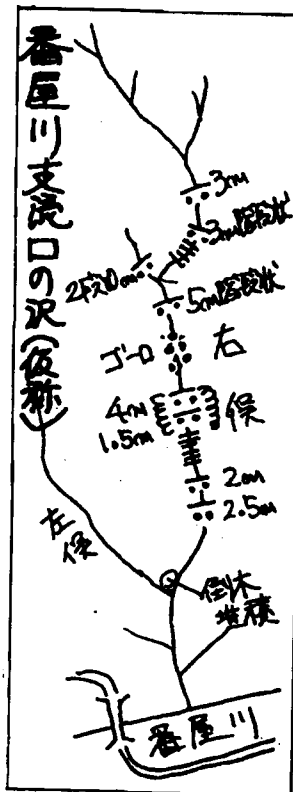 番屋川支流口の沢(仮称)
3m
3m階段状
2段10m
5m階段状
ゴーロ
右
俣
4m
1.5m
2m
2.5m
左俣
倒木
堆積
番屋川